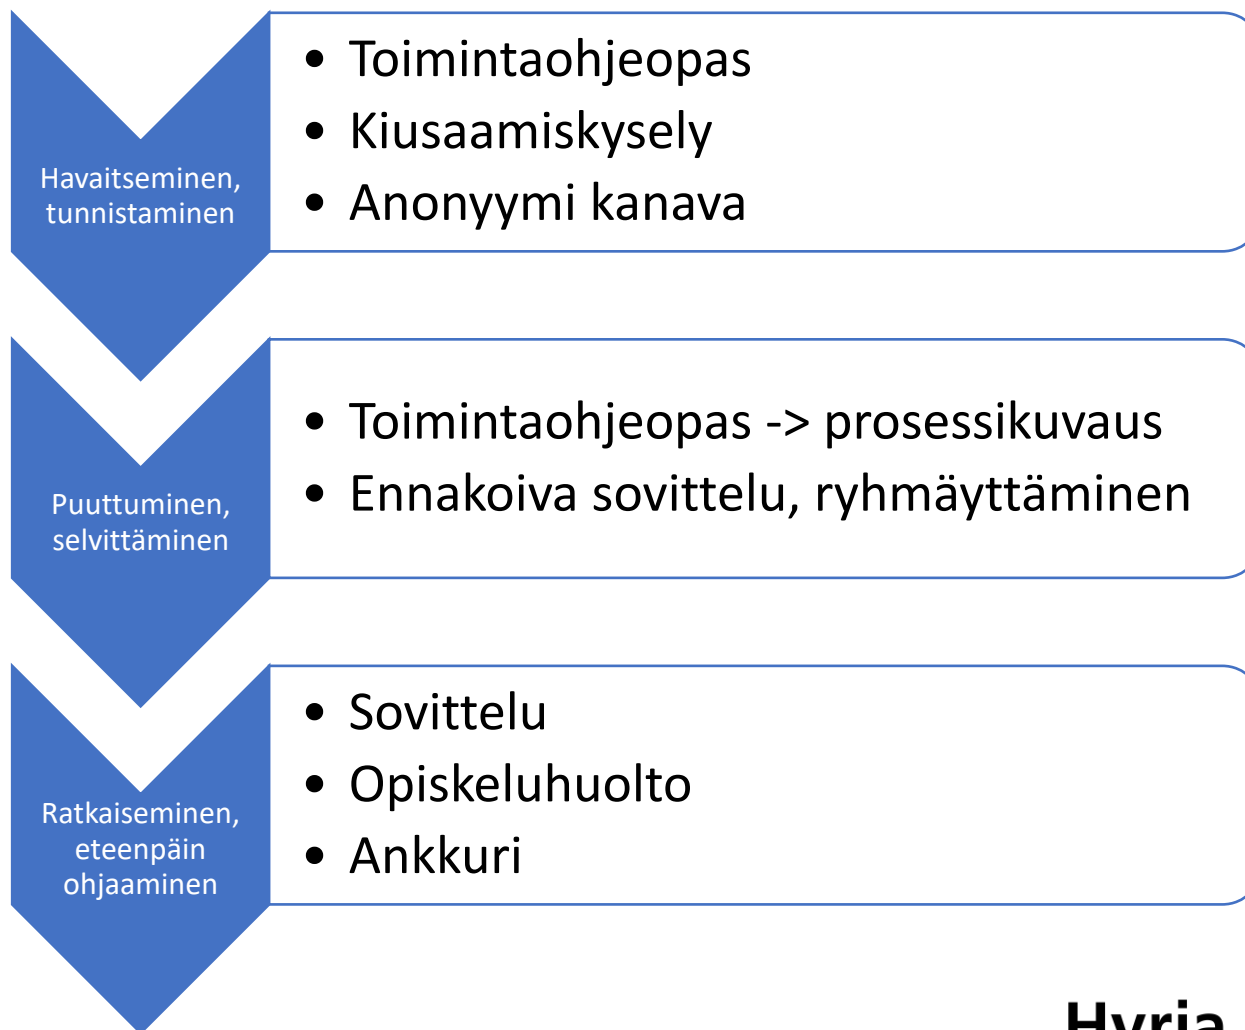 Havaitseminen,
tunnistaminen
• Toimintaohjeopas
• Kiusaamiskysely
• Anonyymi kanava
Puuttuminen,
selvittäminen
• Toimintaohjeopas -> prosessikuvaus
• Ennakoiva sovittelu, ryhmäyttäminen
Ratkaiseminen,
eteenpäin
ohjaaminen
• Sovittelu
• Opiskeluhuolto
• Ankkuri
Hyria